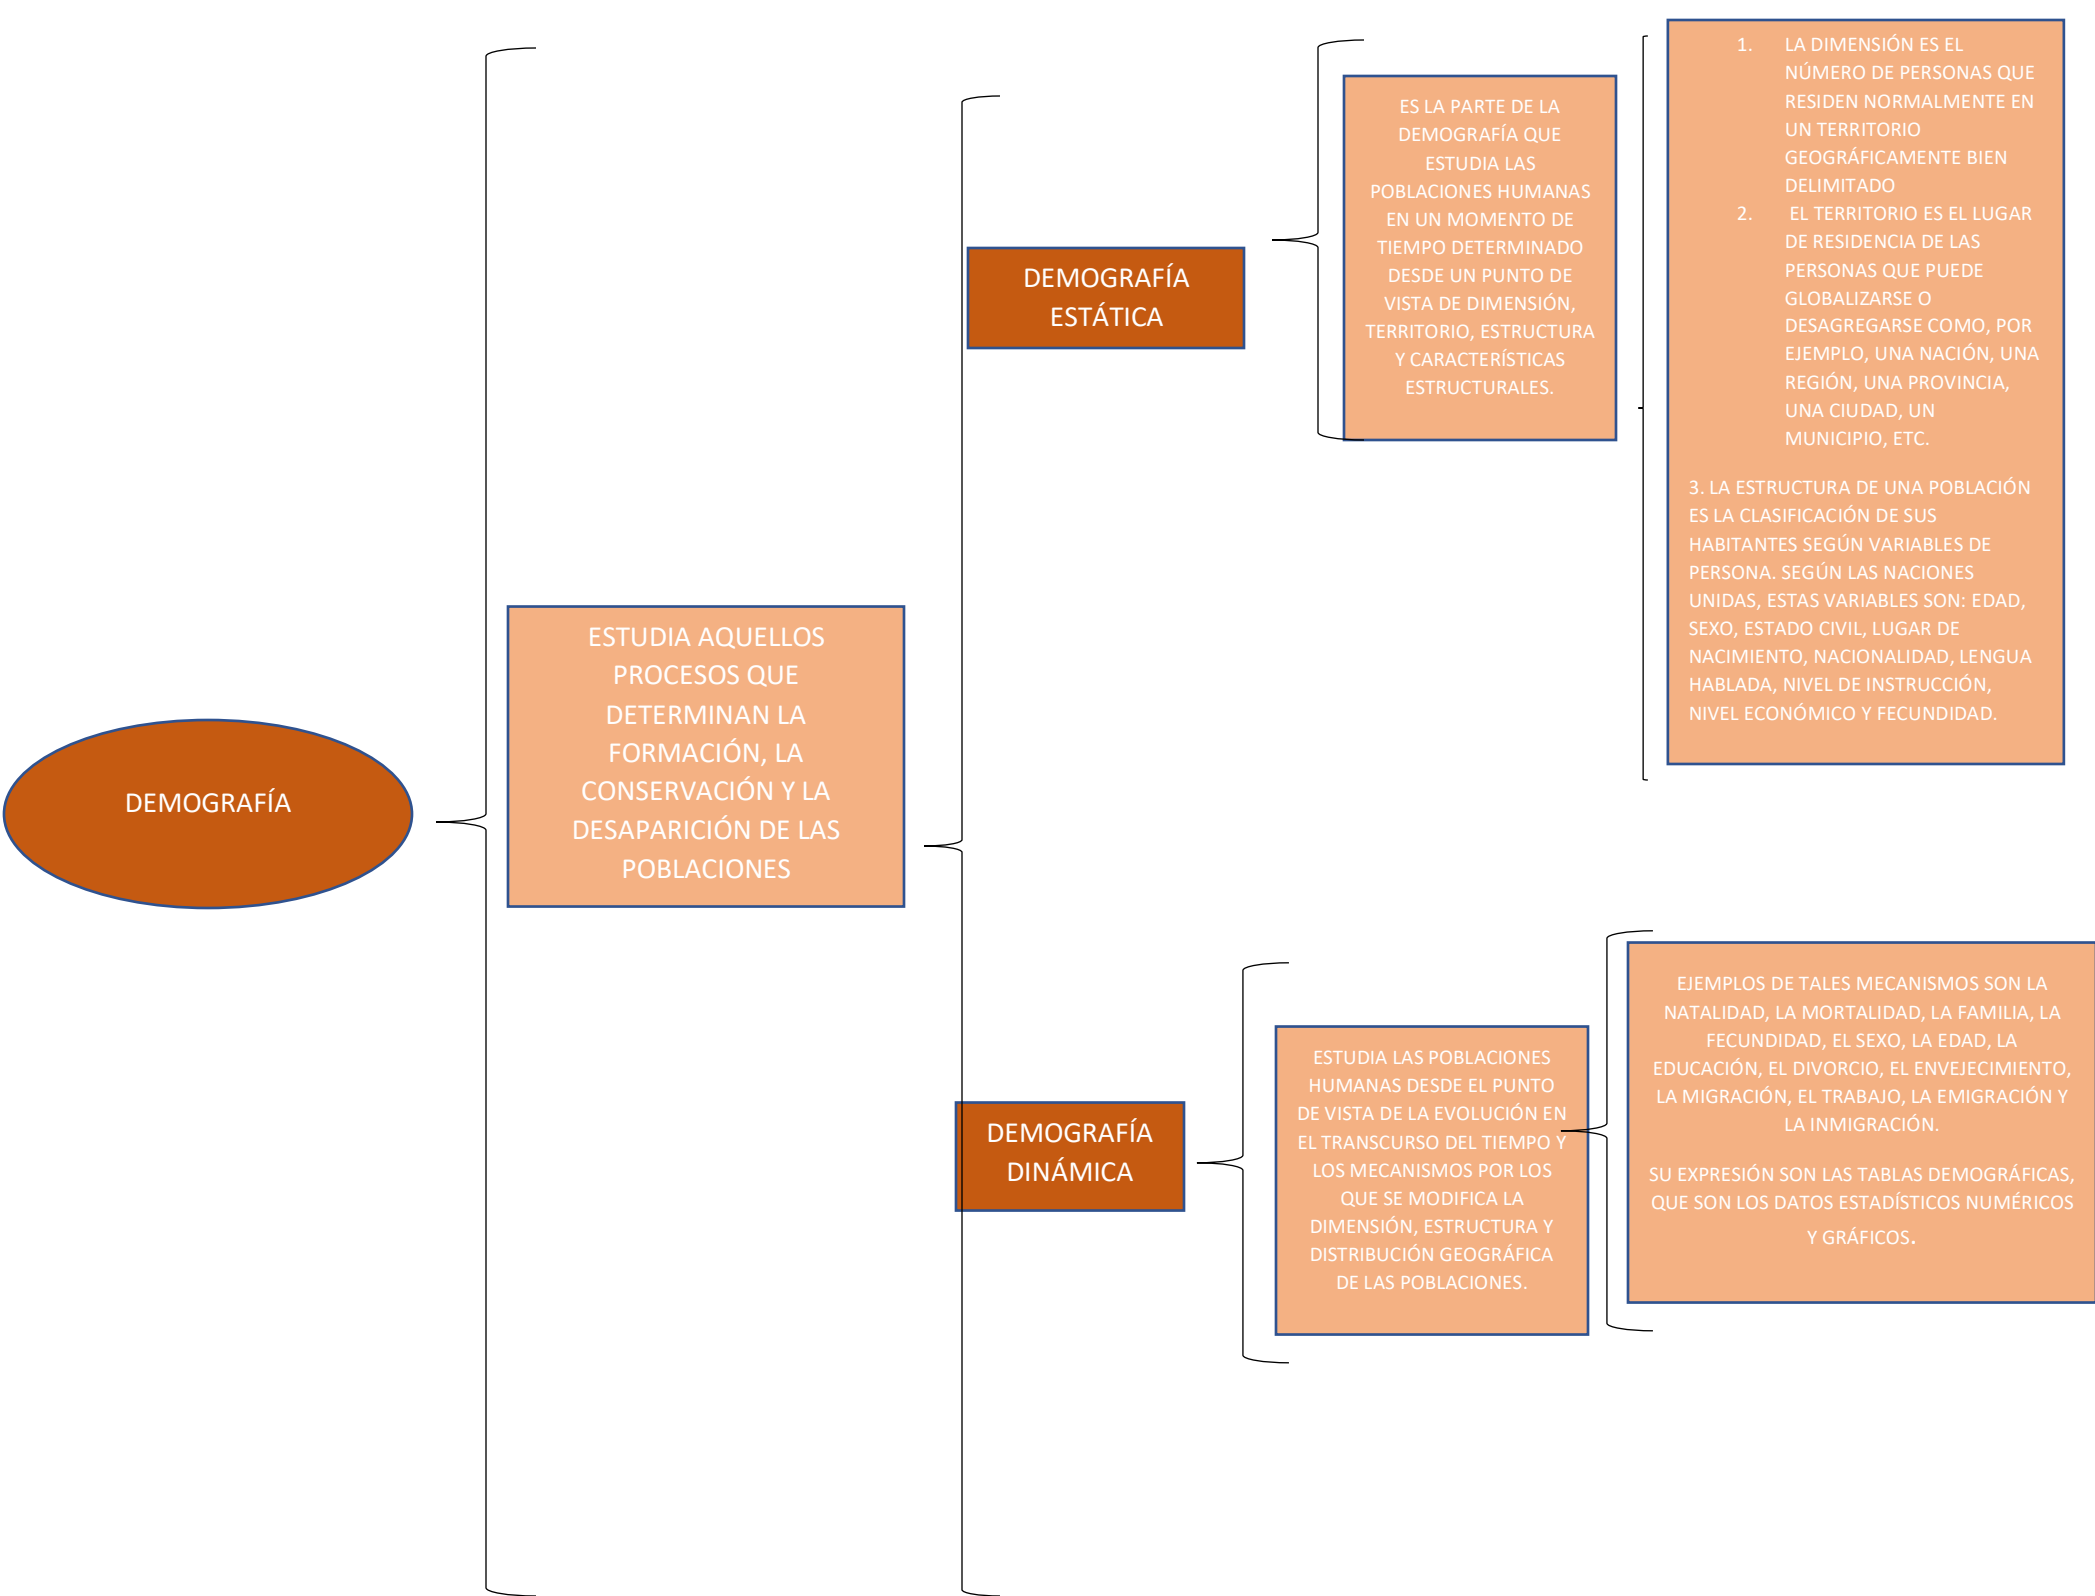 DEMOGRAFÍA
ESTUDIA AQUELLOS
PROCESOS QUE
DETERMINAN LA
FORMACIÓN, LA
CONSERVACIÓN Y LA
DESAPARICIÓN DE LAS
POBLACIONES
DEMOGRAFÍA
ESTÁTICA
ES LA PARTE DE LA
DEMOGRAFÍA QUE
ESTUDIA LAS
POBLACIONES HUMANAS
EN UN MOMENTO DE
TIEMPO DETERMINADO
DESDE UN PUNTO DE
VISTA DE DIMENSIÓN,
TERRITORIO, ESTRUCTURA
Y CARACTERÍSTICAS
ESTRUCTURALES.
1. LA DIMENSIÓN ES EL
NÚMERO DE PERSONAS QUE
RESIDEN NORMALMENTE EN
UN TERRITORIO
GEOGRÁFICAMENTE BIEN
DELIMITADO
2. EL TERRITORIO ES EL LUGAR
DE RESIDENCIA DE LAS
PERSONAS QUE PUEDE
GLOBALIZARSE O
DESAGREGARSE COMO, POR
EJEMPLO, UNA NACIÓN, UNA
REGIÓN, UNA PROVINCIA,
UNA CIUDAD, UN
MUNICIPIO, ETC.
3. LA ESTRUCTURA DE UNA POBLACIÓN
ES LA CLASIFICACIÓN DE SUS
HABITANTES SEGÚN VARIABLES DE
PERSONA. SEGÚN LAS NACIONES
UNIDAS, ESTAS VARIABLES SON: EDAD,
SEXO, ESTADO CIVIL, LUGAR DE
NACIMIENTO, NACIONALIDAD, LENGUA
HABLADA, NIVEL DE INSTRUCCIÓN,
NIVEL ECONÓMICO Y FECUNDIDAD.
DEMOGRAFÍA
DINÁMICA
ESTUDIA LAS POBLACIONES
HUMANAS DESDE EL PUNTO
DE VISTA DE LA EVOLUCIÓN EN
EL TRANSCURSO DEL TIEMPO Y
LOS MECANISMOS POR LOS
QUE SE MODIFICA LA
DIMENSIÓN, ESTRUCTURA Y
DISTRIBUCIÓN GEOGRÁFICA
DE LAS POBLACIONES.
EJEMPLOS DE TALES MECANISMOS SON LA
NATALIDAD, LA MORTALIDAD, LA FAMILIA, LA
FECUNDIDAD, EL SEXO, LA EDAD, LA
EDUCACIÓN, EL DIVORCIO, EL ENVEJECIMIENTO,
LA MIGRACIÓN, EL TRABAJO, LA EMIGRACIÓN Y
LA INMIGRACIÓN.
SU EXPRESIÓN SON LAS TABLAS DEMOGRÁFICAS,
QUE SON LOS DATOS ESTADÍSTICOS NUMÉRICOS
Y GRÁFICOS.